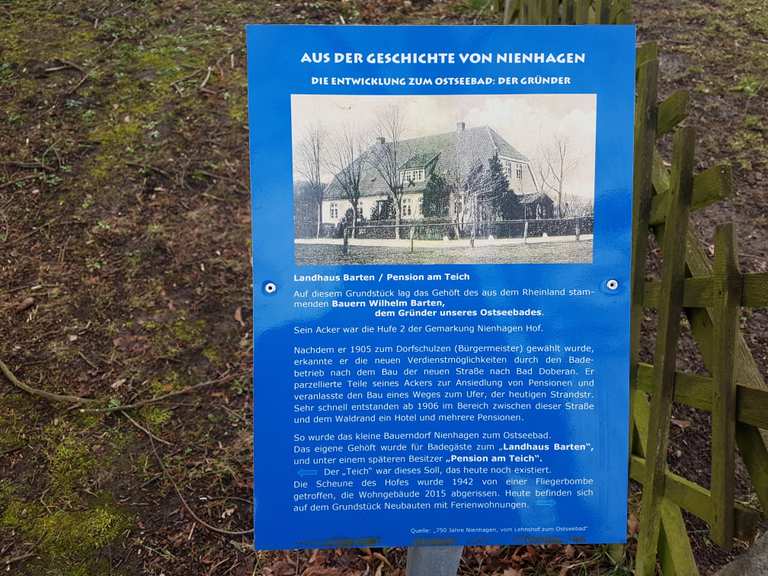 AUS DER GESCHICHTE VON NIENHAGEN
DIE ENTWICKLUNG ZUM OSTSEEBAD: DER GRÜNDER
Landhaus Barten / Pension am Teich
Auf diesem Grundstück lag das Gehöft des aus dem Rheinland stam-
menden Bauern Wilhelm Barten,
dem Gründer unseres Ostseebades.
Sein Acker war die Hufe 2 der Gemarkung Nienhagen Hof.
Nachdem er 1905 zum Dorfschulzen (Bürgermeister) gewählt wurde,
erkannte er die neuen Verdienstmöglichkeiten durch den Bade-
betrieb nach dem Bau der neuen Straße nach Bad Doberan. Er
parzellierte Teile seines Ackers zur Ansiedlung von Pensionen und
veranlasste den Bau eines Weges zum Ufer, der heutigen Strandstr.
Sehr schnell entstanden ab 1906 im Bereich zwischen dieser Straße
und dem Waldrand ein Hotel und mehrere Pensionen.
So wurde das kleine Bauerndorf Nienhagen zum Ostseebad.
Das eigene Gehöft wurde für Badegäste zum „Landhaus Barten",
und unter einem späteren Besitzer „Pension am Teich".
Der „Teich" war dieses Soll, das heute noch existiert.
Die Scheune des Hofes wurde 1942 von einer Fliegerbombe
getroffen, die Wohngebäude 2015 abgerissen. Heute befinden sich
auf dem Grundstück Neubauten mit Ferienwohnungen.
Quelle: „750 Jahre Nienhagen, vom Lehnshof zum Ostseebad"